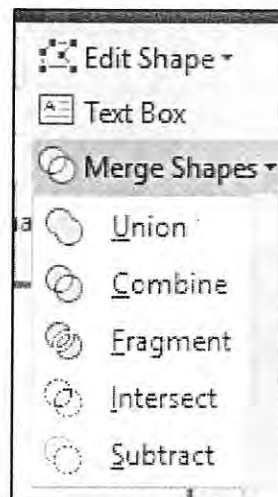 Edit Shape
Text Box
Merge Shapes
Union
Combine
Fragment
Intersect
Subtract